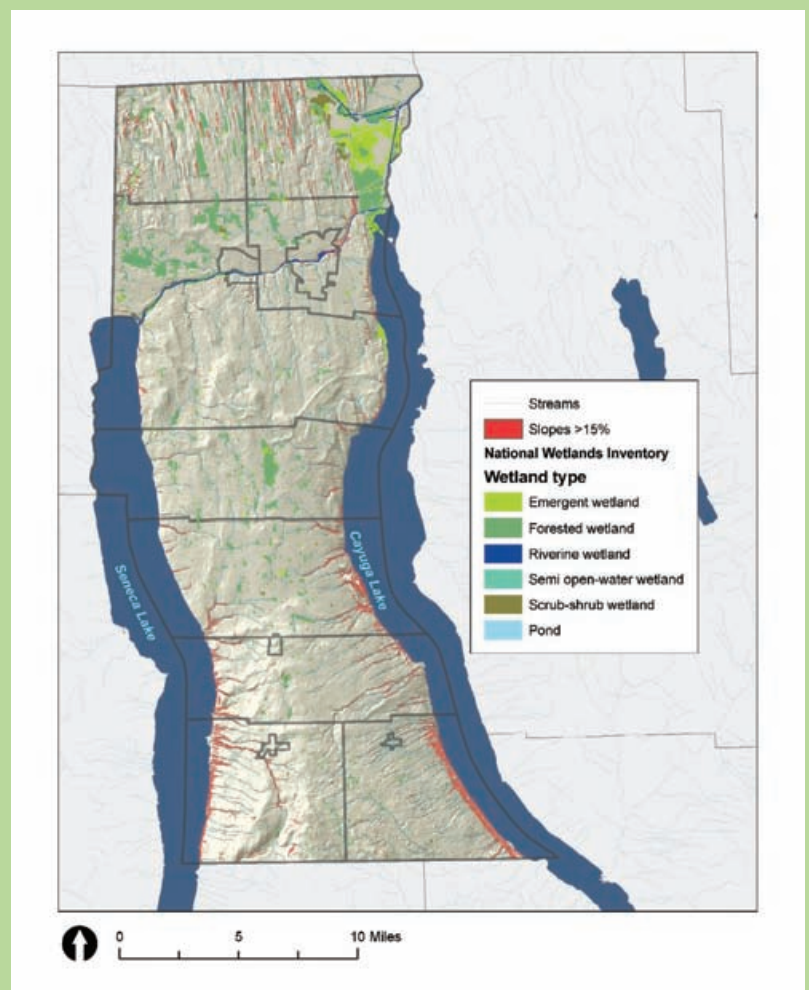 Streams
Slopes >15%
National Wetlands Inventory
Wetland type
Emergent wetland
Forested wetland
Riverine wetland
Semi open-water wetland
Scrub-shrub wetland
Pond
Seneca Lake
Cayuga Lake
0 5 10 Miles